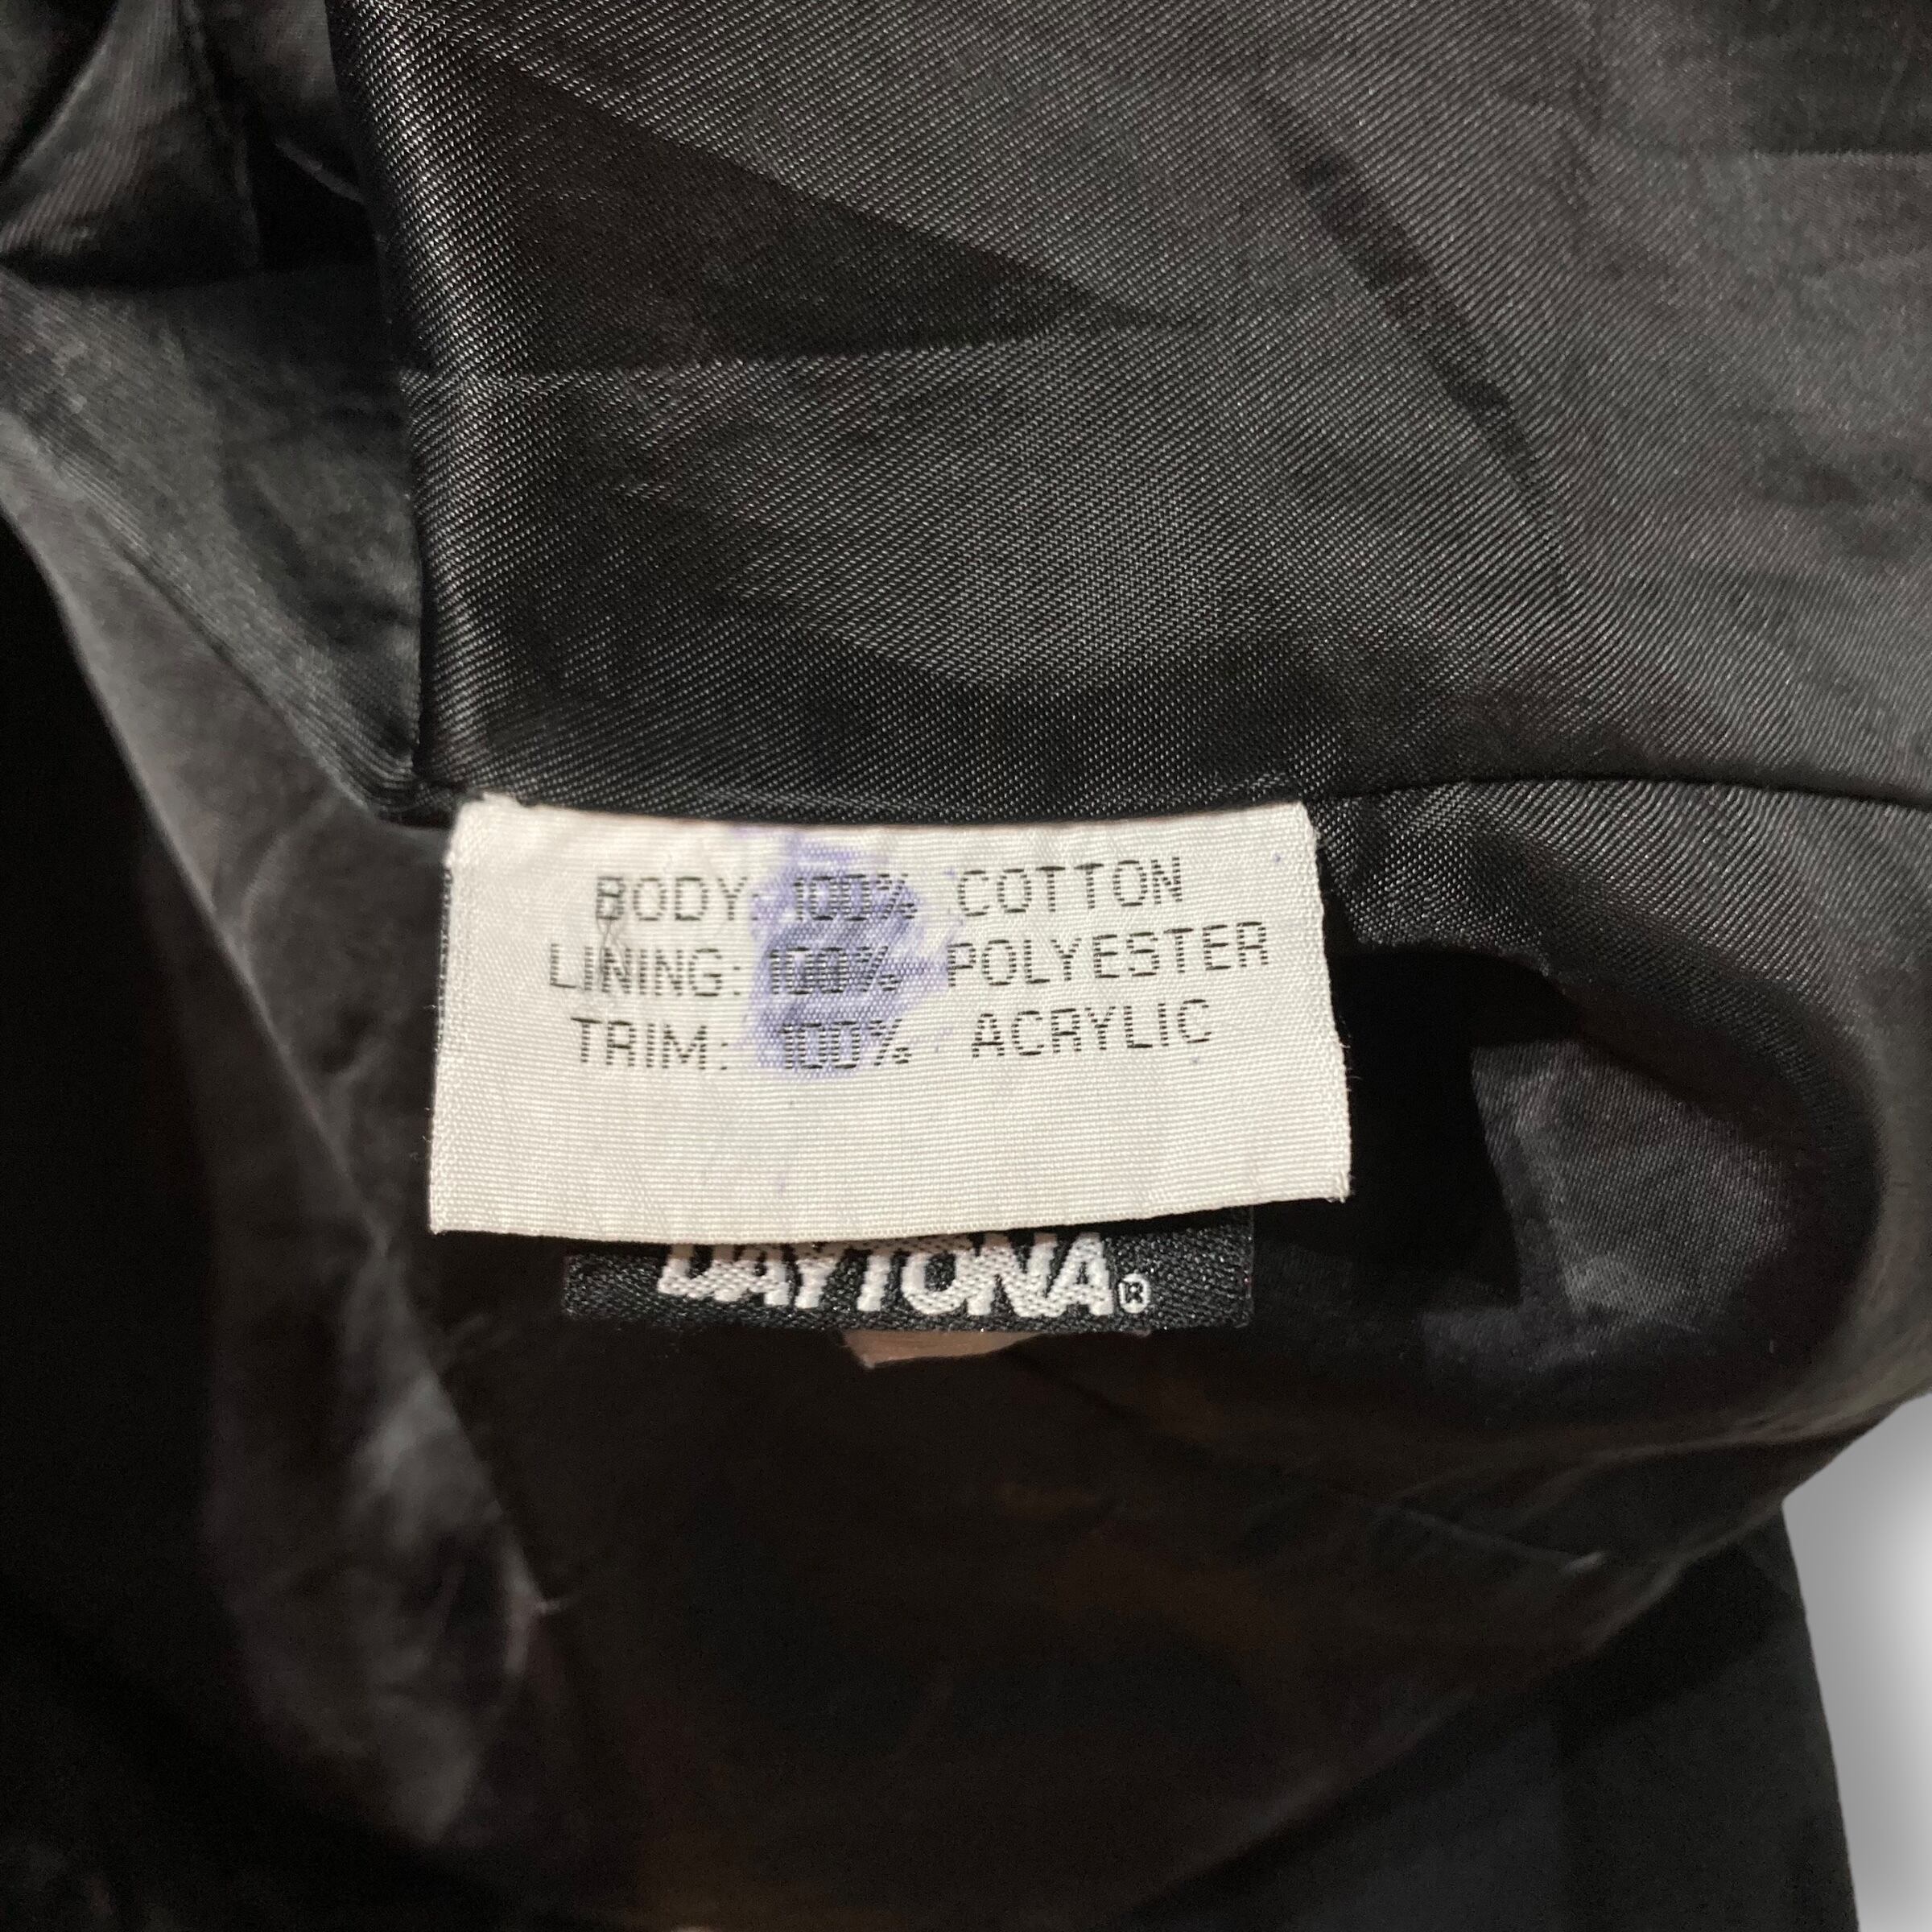 BODY: 100% COTTON
LINING: 100% POLYESTER
TRIM: 100% ACRYLIC
DAYTONA®